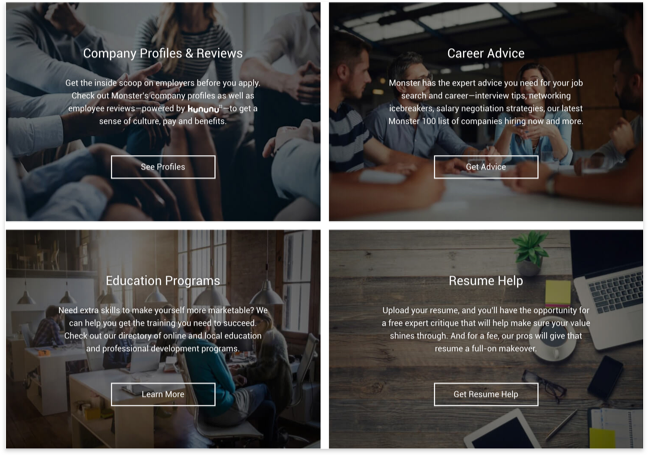 Company Profiles & Reviews
Get the inside scoop on employers before you apply.
Check out Monster's company profiles as well as
employee reviews—powered by kununu—to get a
sense of culture, pay and benefits.
See Profiles
Career Advice
Monster has the expert advice you need for your job
search and career—interview tips, networking
icebreakers, salary negotiation strategies, our latest
Monster 100 list of companies hiring now and more.
Get Advice
Education Programs
Need extra skills to make yourself more marketable? We
can help you get the training you need to succeed.
Check out our directory of online and local education
and professional development programs.
Learn More
Resume Help
Upload your resume, and you'll have the opportunity for
a free expert critique that will help make sure your value
shines through. And for a fee, our pros will give that
resume a full-on makeover.
Get Resume Help